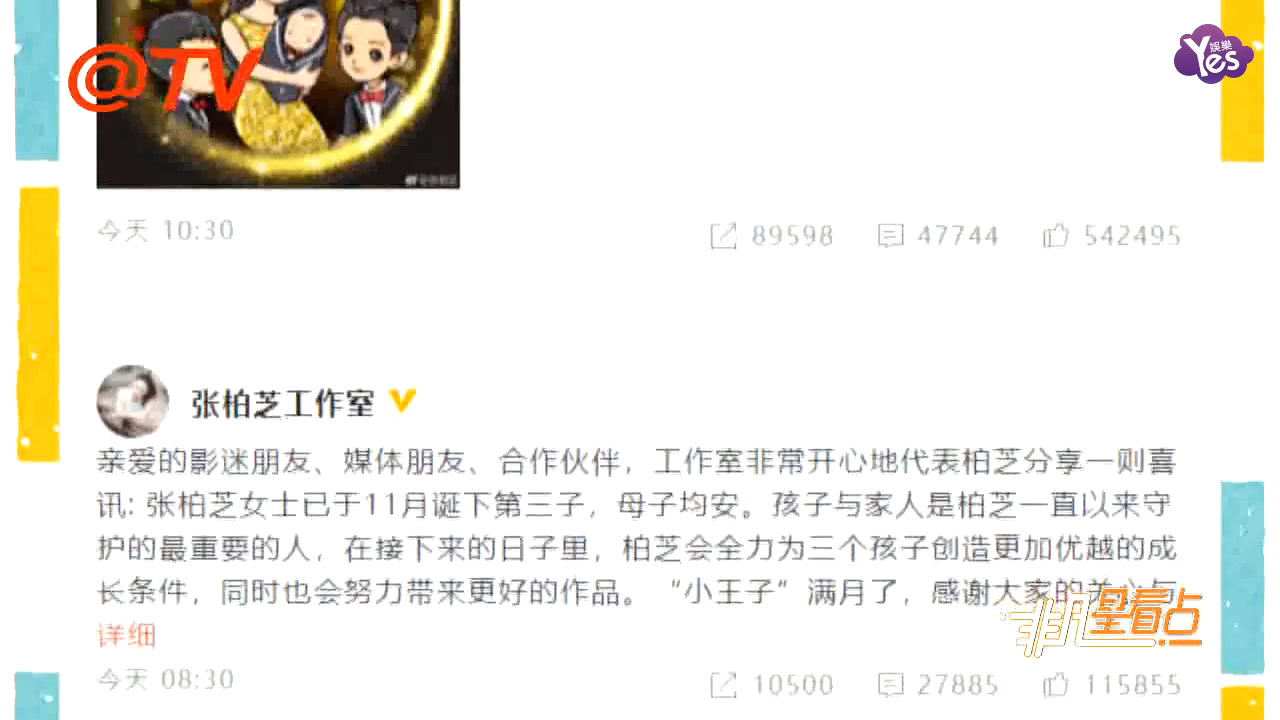 @TV
娛樂
Yes
今天 10:30
89598
47744
542495
张柏芝工作室
亲爱的影迷朋友、媒体朋友、合作伙伴，工作室非常开心地代表柏芝分享一则喜
讯: 张柏芝女士已于11月诞下第三子，母子均安。孩子与家人是柏芝一直以来守
护的最重要的人，在接下来的日子里，柏芝会全力为三个孩子创造更加优越的成
长条件，同时也会努力带来更好的作品。“小王子”满月了，感谢大家的关心与
详细
星看点
今天 08:30
10500
27885
115855